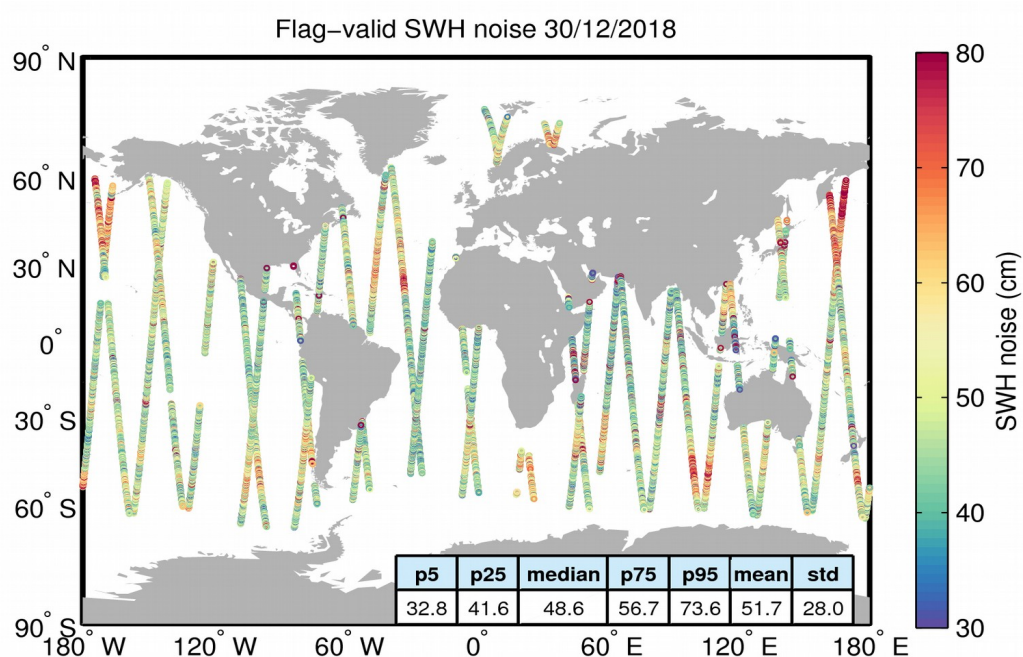 Flag−valid SWH noise 30/12/2018
90° N
60° N
30° N
0°
30° S
60° S
90° S
180° W
120° W
60° W
0°
60° E
120° E
180° E
p5 p25 median p75 p95 mean std
32.8 41.6 48.6 56.7 73.6 51.7 28.0
80
70
60
50
40
30
SWH noise (cm)